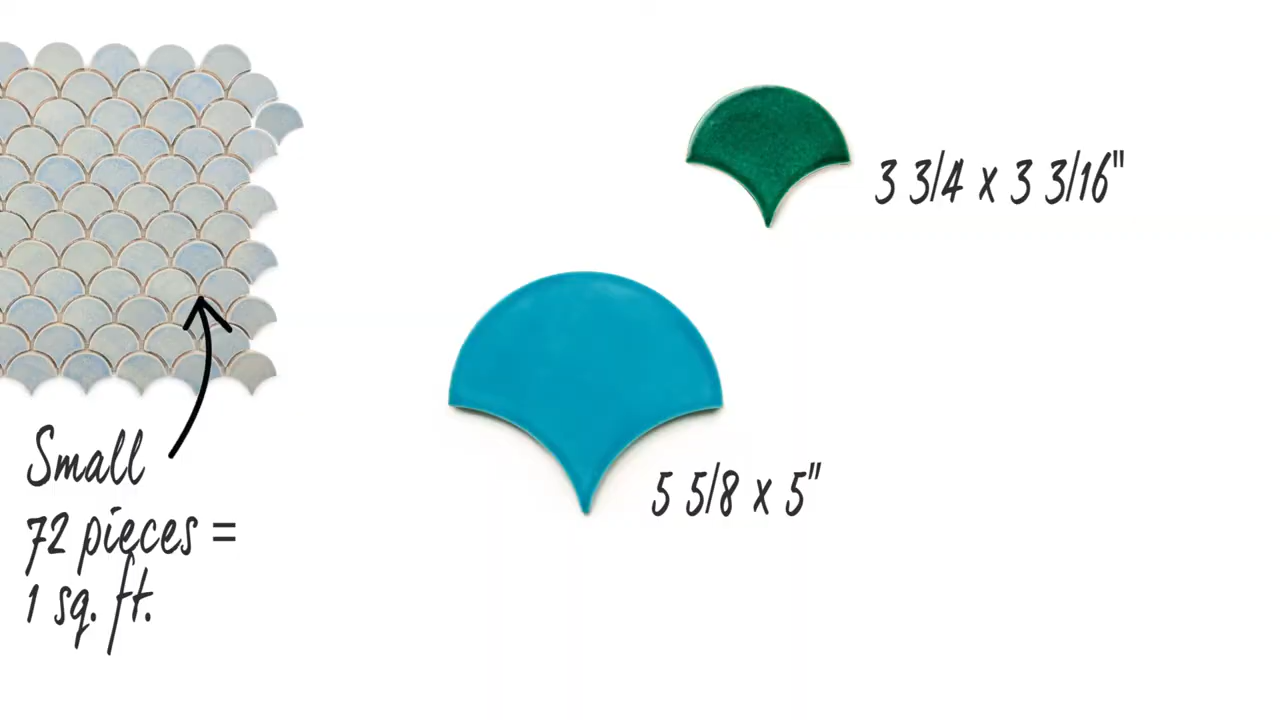 3 3/4 x 3 3/16"
5 5/8 x 5"
Small
72 pieces =
1 sq. ft.